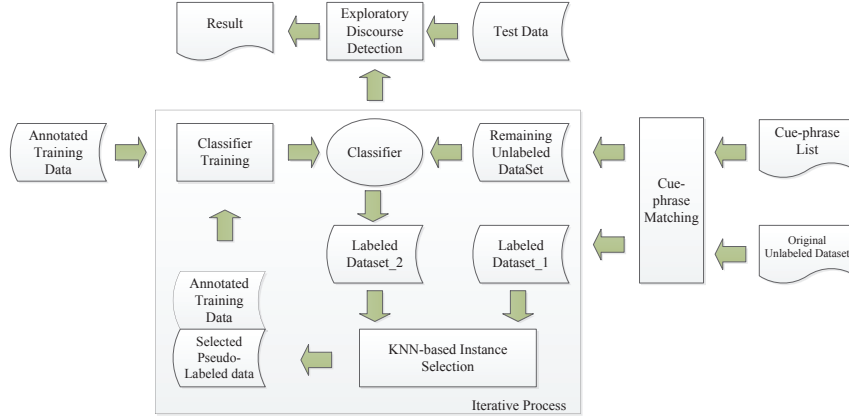 Result
Exploratory
Discourse
Detection
Test Data
Annotated
Training
Data
Classifier
Training
Classifier
Remaining
Unlabeled
DataSet
Cue-
phrase
Matching
Cue-phrase
List
Original
Unlabeled Dataset
Labeled
Dataset_2
Labeled
Dataset_1
Annotated
Training
Data
Selected
Pseudo-
Labeled data
KNN-based Instance
Selection
Iterative Process